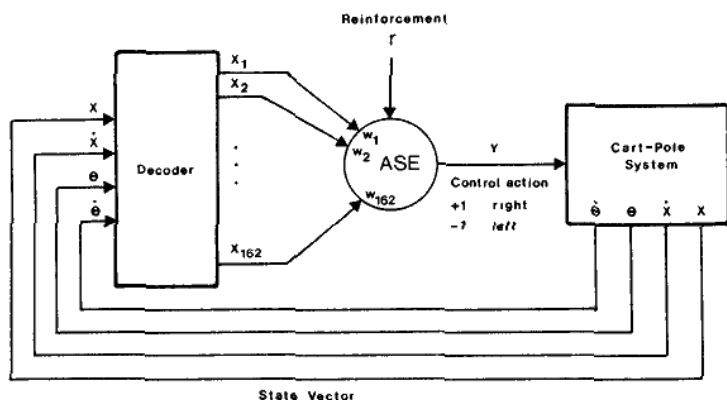 Reinforcement
r
X1
X2
X
Ẋ
θ
θ̇
Decoder
w1
w2
ASE
w162
X162
Y
Control action
+1 right
-1 left
Cart-Pole
System
θ̇ θ Ẋ X
State Vector